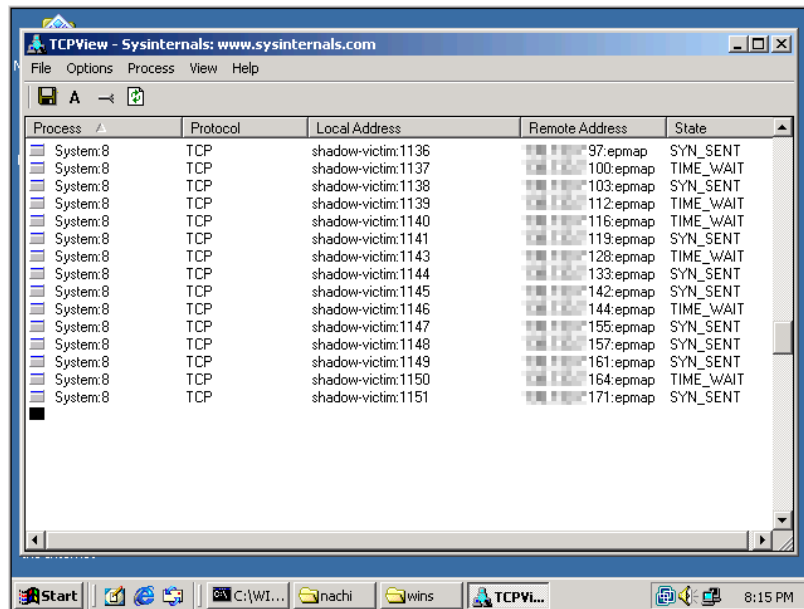 TCPView - Sysinternals: www.sysinternals.com
File Options Process View Help
A
Process Protocol Local Address Remote Address State
System:8 TCP shadow-victim:1136 97:epmap SYN_SENT
System:8 TCP shadow-victim:1137 100:epmap TIME_WAIT
System:8 TCP shadow-victim:1138 103:epmap SYN_SENT
System:8 TCP shadow-victim:1139 112:epmap TIME_WAIT
System:8 TCP shadow-victim:1140 116:epmap TIME_WAIT
System:8 TCP shadow-victim:1141 119:epmap SYN_SENT
System:8 TCP shadow-victim:1143 128:epmap TIME_WAIT
System:8 TCP shadow-victim:1144 133:epmap SYN_SENT
System:8 TCP shadow-victim:1145 142:epmap SYN_SENT
System:8 TCP shadow-victim:1146 144:epmap TIME_WAIT
System:8 TCP shadow-victim:1147 155:epmap SYN_SENT
System:8 TCP shadow-victim:1148 157:epmap SYN_SENT
System:8 TCP shadow-victim:1149 161:epmap SYN_SENT
System:8 TCP shadow-victim:1150 164:epmap TIME_WAIT
System:8 TCP shadow-victim:1151 171:epmap SYN_SENT
Start C:\WI... nachi wins TCPVi... 8:15 PM